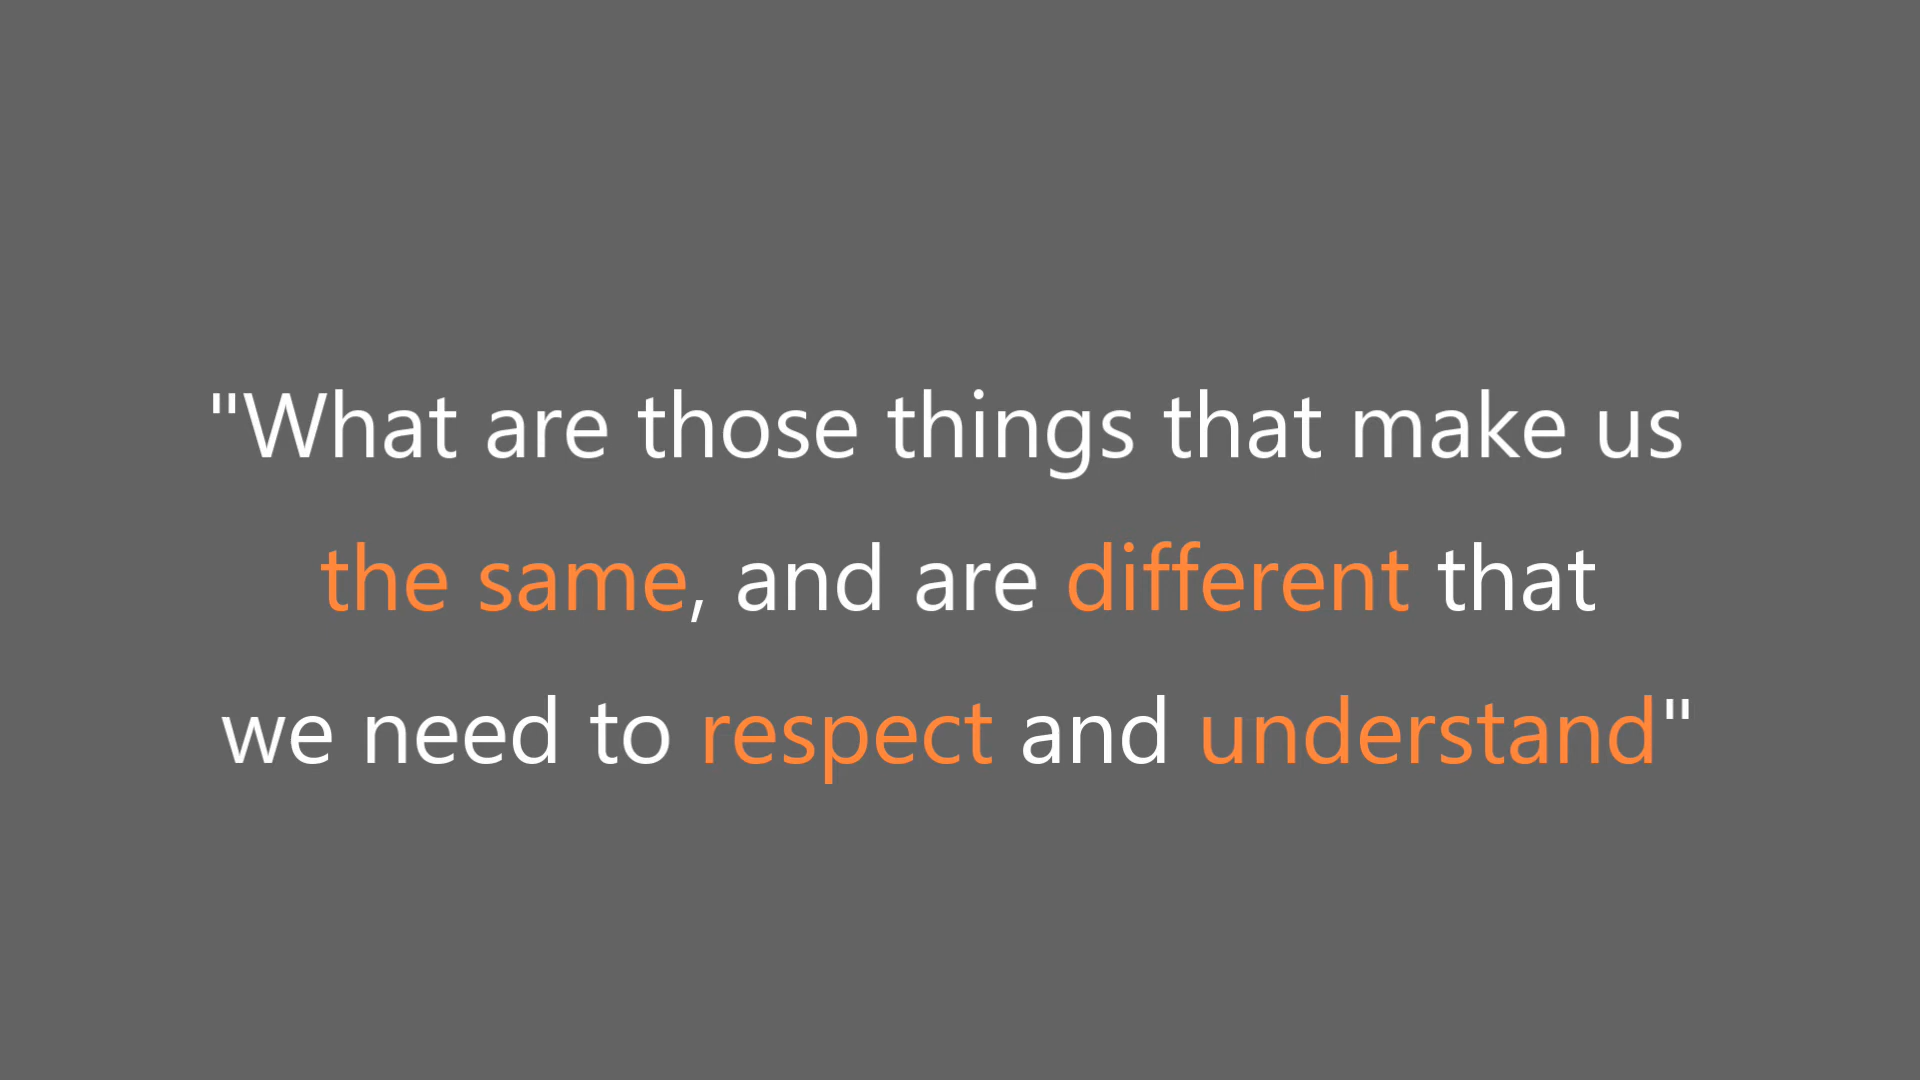 "What are those things that make us
the same, and are different that
we need to respect and understand"